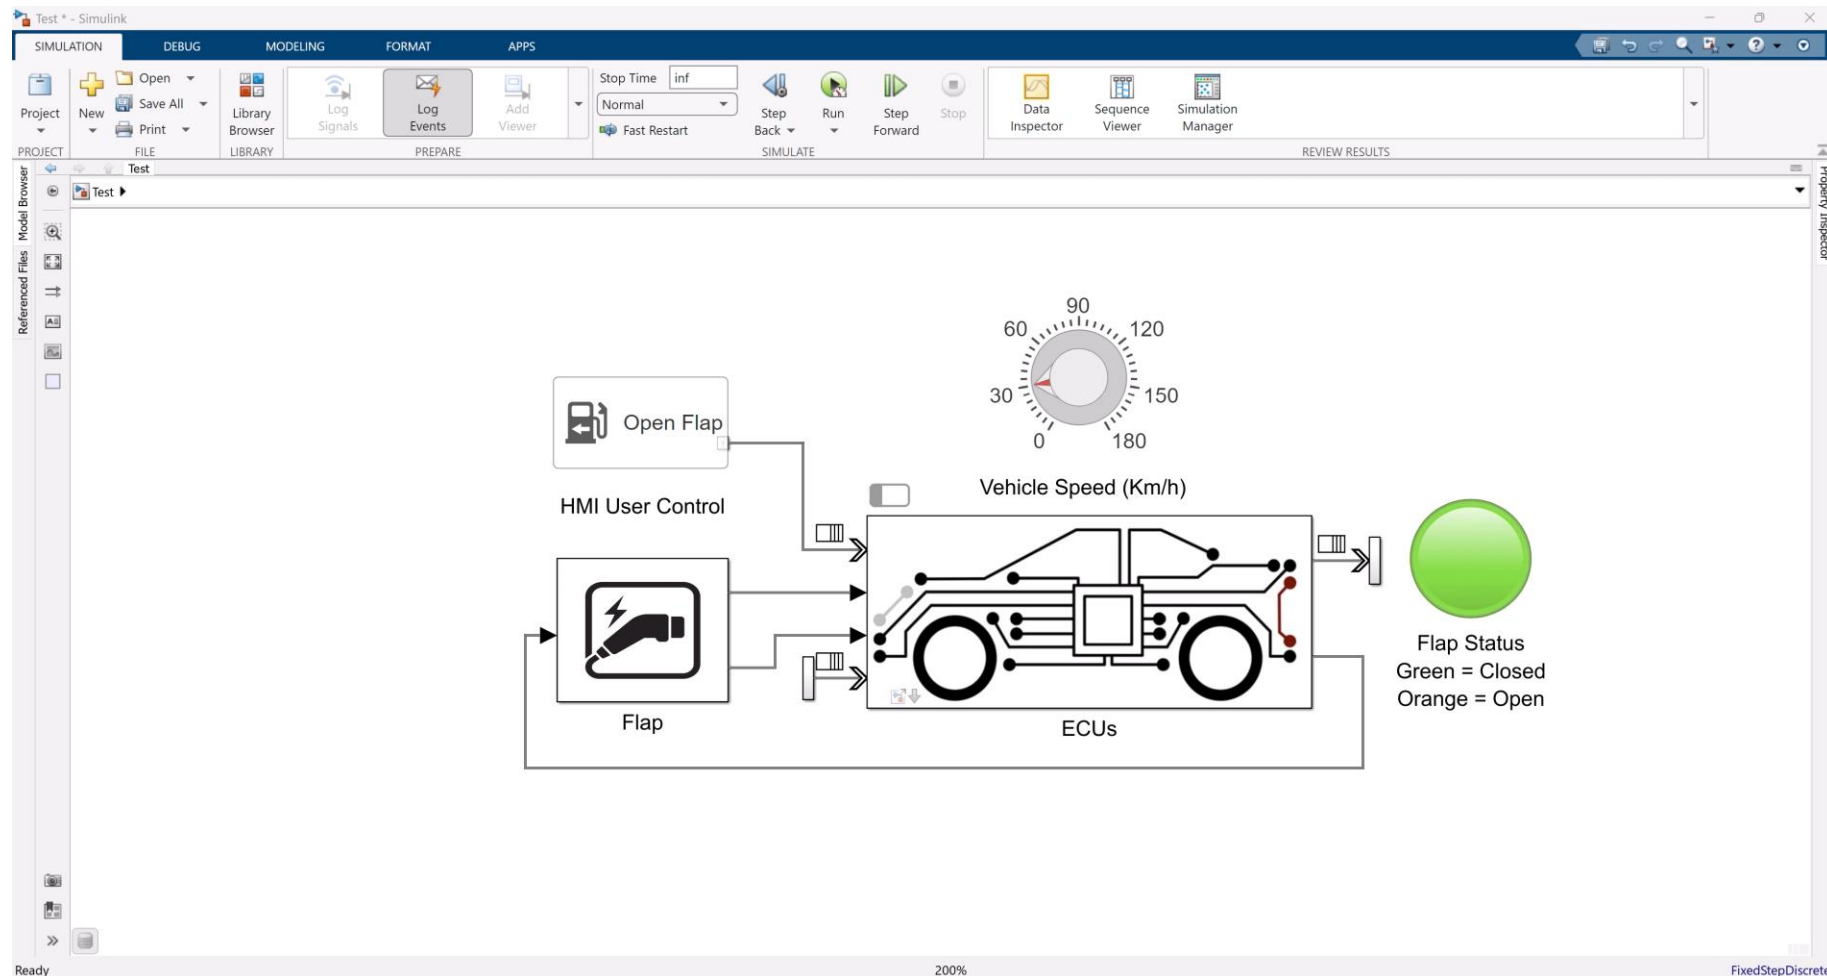 Test * - Simulink
SIMULATION DEBUG MODELING FORMAT APPS
Project
PROJECT
New
Open
Save All
Print
FILE
Library
Browser
LIBRARY
Log
Signals
Log
Events
Add
Viewer
PREPARE
Stop Time inf
Normal
Fast Restart
Step
Back
Run
Step
Forward
Stop
SIMULATE
Data
Inspector
Sequence
Viewer
Simulation
Manager
REVIEW RESULTS
Model Browser
Referenced Files
Property Inspector
Test
Test
Open Flap
HMI User Control
0
30
60
90
120
150
180
Vehicle Speed (Km/h)
Flap
ECUs
Flap Status
Green = Closed
Orange = Open
Ready 200% FixedStepDiscrete